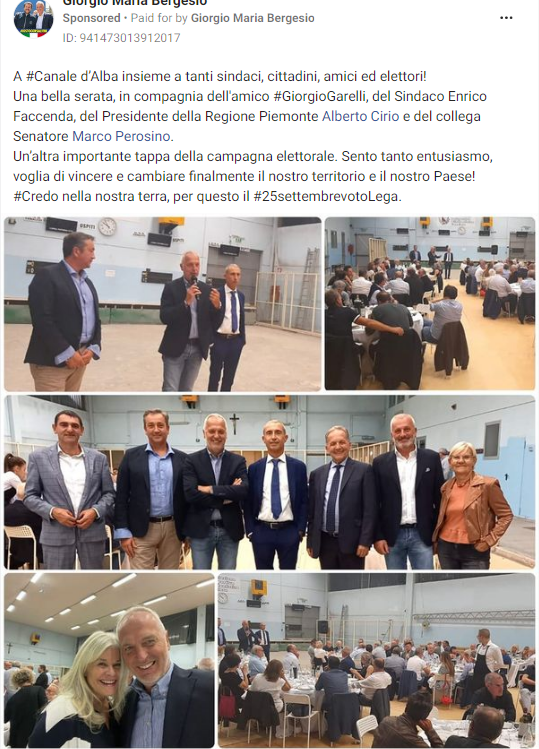 Giorgio Maria Bergesio
Sponsored • Paid for by Giorgio Maria Bergesio
ID: 941473013912017
A #Canale d'Alba insieme a tanti sindaci, cittadini, amici ed elettori!
Una bella serata, in compagnia dell'amico #GiorgioGarelli, del Sindaco Enrico
Faccenda, del Presidente della Regione Piemonte Alberto Cirio e del collega
Senatore Marco Perosino.
Un'altra importante tappa della campagna elettorale. Sento tanto entusiasmo,
voglia di vincere e cambiare finalmente il nostro territorio e il nostro Paese!
#Credo nella nostra terra, per questo il #25settembrevotoLega.
OSPITI